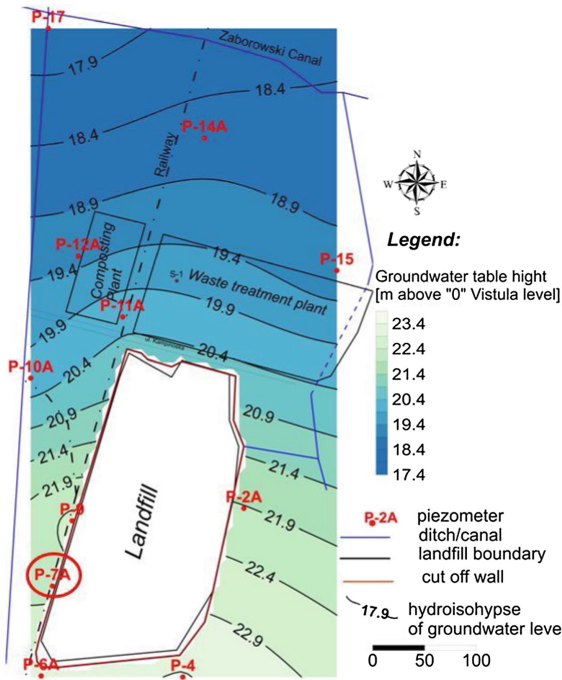 P-17
Zaborowski Canal
17.9
18.4
18.4
P-14A
Railway
18.9
18.9
P-12A
19.4
19.4
P-15
Composting
Plant
S-1 Waste treatment plant
P-11A
19.9
19.9
ul. Kampinoska
20.4
20.4
P-10A
20.9
20.9
21.4
21.4
21.9
21.9
P-9
P-2A
Landfill
P-7A
22.4
22.9
P-6A
P-4
N
W E
S
Legend:
Groundwater table hight
[m above "0" Vistula level]
23.4
22.4
21.4
20.4
19.4
18.4
17.4
P-2A piezometer
ditch/canal
landfill boundary
cut off wall
17.9 hydroisohypse
of groundwater leve
0 50 100